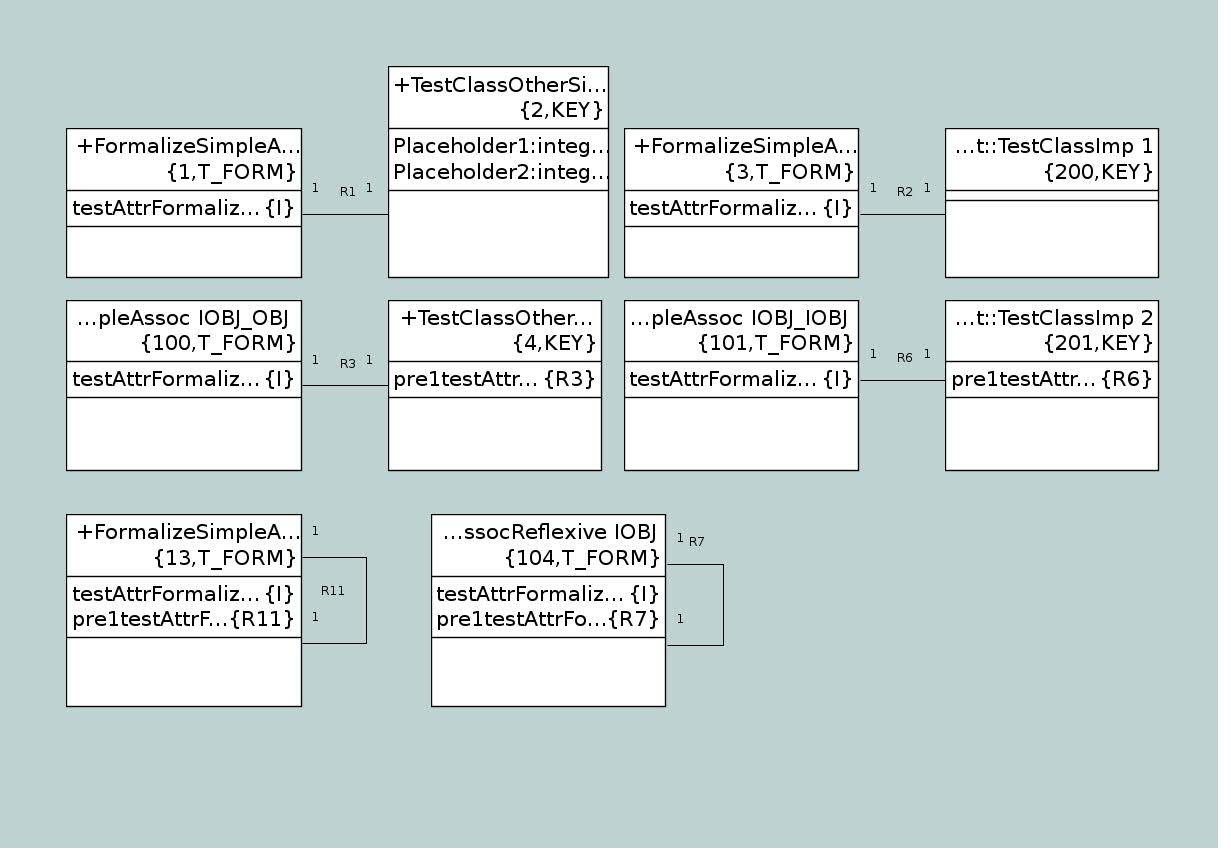 +TestClassOtherSi...
{2,KEY}
Placeholder1:integ...
Placeholder2:integ...
+FormalizeSimpleA...
{1,T_FORM}
testAttrFormaliz... {I}
1 R1 1
+FormalizeSimpleA...
{3,T_FORM}
testAttrFormaliz... {I}
1 R2 1
...t::TestClassImp 1
{200,KEY}
...pleAssoc IOBJ_OBJ
{100,T_FORM}
testAttrFormaliz... {I}
1 R3 1
+TestClassOther...
{4,KEY}
pre1testAttr... {R3}
...pleAssoc IOBJ_IOBJ
{101,T_FORM}
testAttrFormaliz... {I}
1 R6 1
...t::TestClassImp 2
{201,KEY}
pre1testAttr... {R6}
+FormalizeSimpleA...
{13,T_FORM}
testAttrFormaliz... {I}
pre1testAttrF...{R11}
1
R11
1
...ssocReflexive IOBJ
{104,T_FORM}
testAttrFormaliz... {I}
pre1testAttrFo...{R7}
1 R7
1